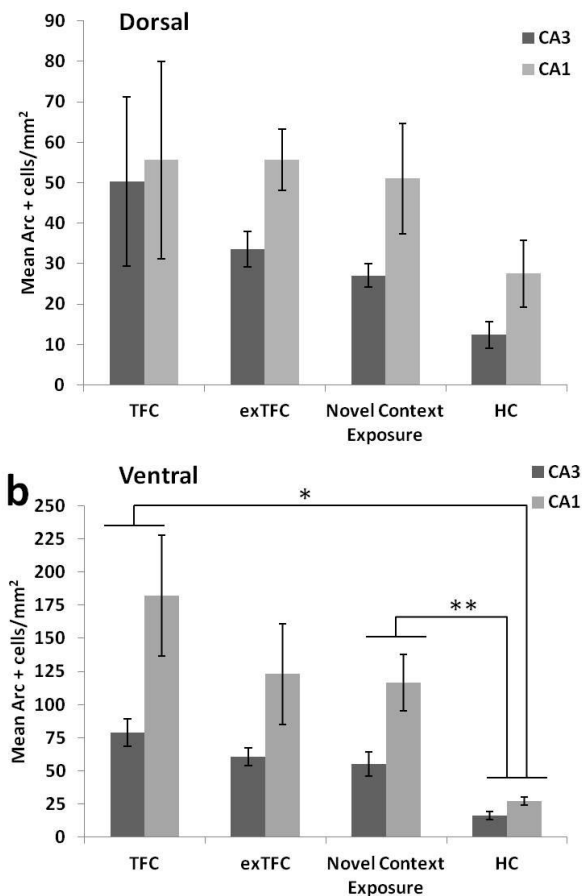 Dorsal
CA3
CA1
90
80
70
60
50
40
30
20
10
0
Mean Arc + cells/mm²
TFC
exTFC
Novel Context
Exposure
HC
b
Ventral
CA3
CA1
*
**
250
225
200
175
150
125
100
75
50
25
0
Mean Arc + cells/mm²
TFC
exTFC
Novel Context
Exposure
HC